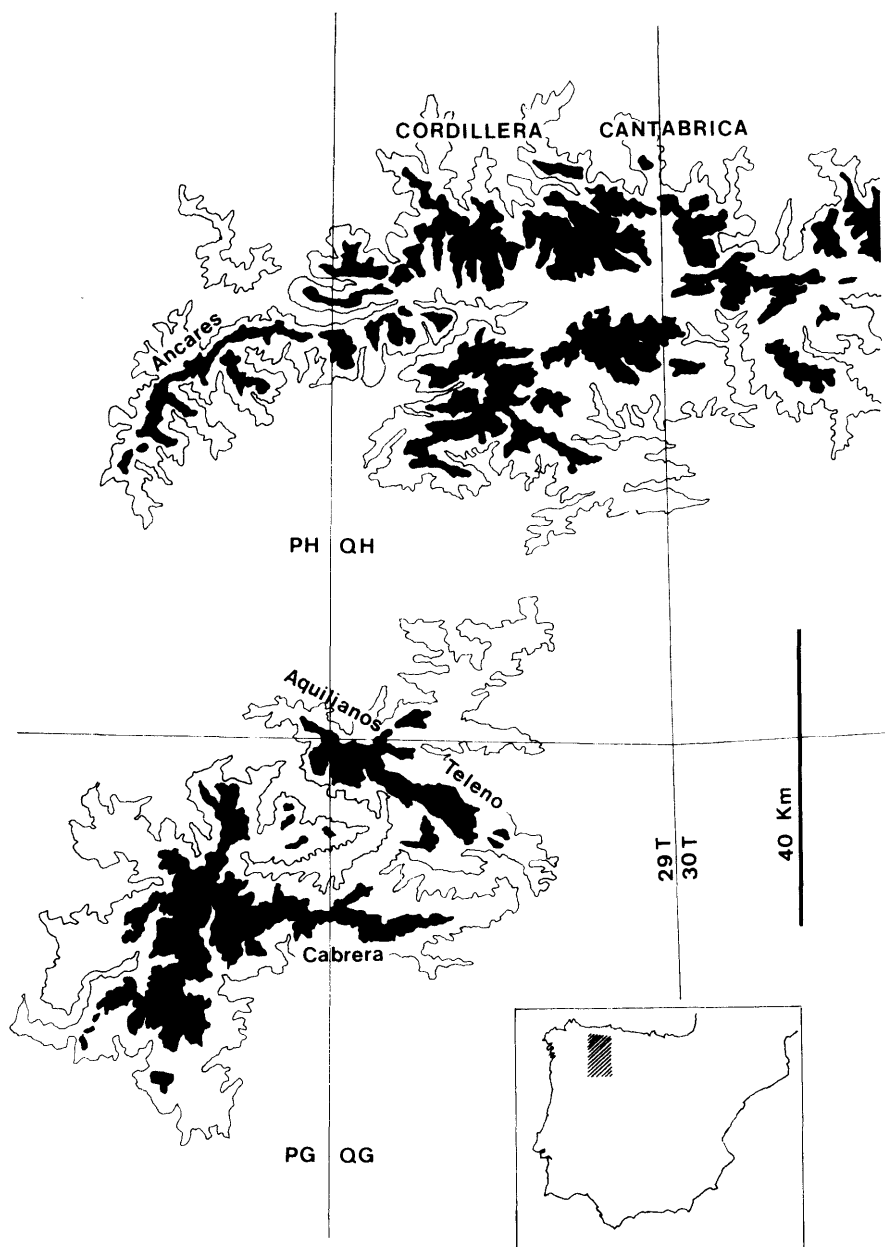 CORDILLERA CANTABRICA
Ancares
PH QH
Aquilianos
Teleno
29T
30T
40 Km
Cabrera
PG QG